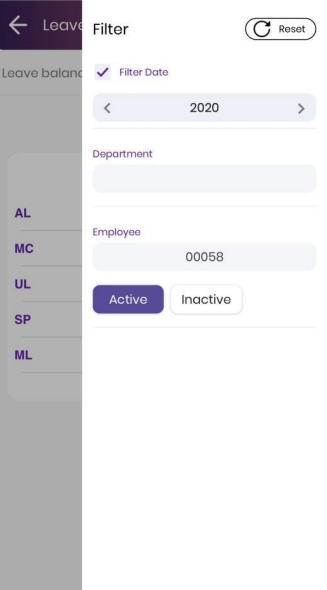 Leave
Filter
Reset
Leave balanc
Filter Date
2020
Department
AL
Employee
MC
00058
UL
Active Inactive
SP
ML